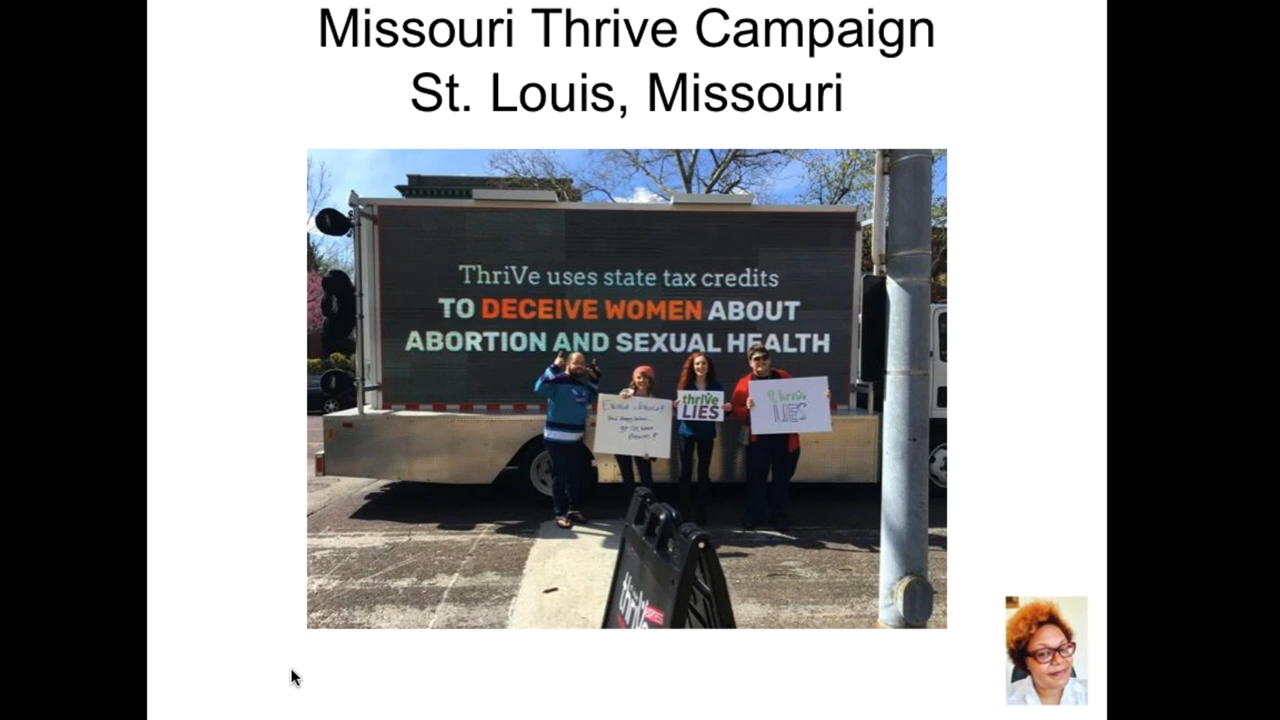 Missouri Thrive Campaign
St. Louis, Missouri
ThriVe uses state tax credits
TO DECEIVE WOMEN ABOUT
ABORTION AND SEXUAL HEALTH
thrive
LIES
thrive
LIES
thrive